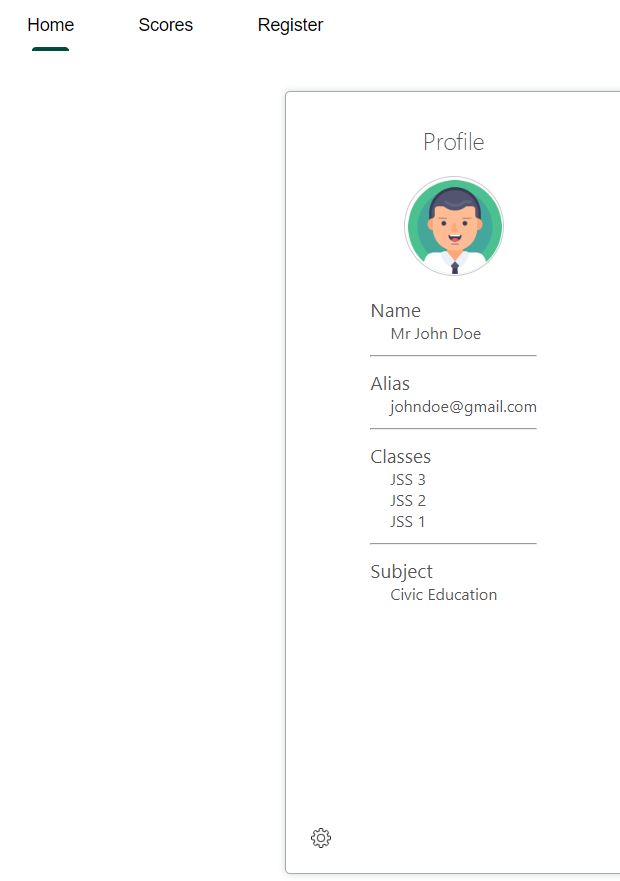 Home Scores Register
Profile
Name
Mr John Doe
Alias
johndoe@gmail.com
Classes
JSS 3
JSS 2
JSS 1
Subject
Civic Education